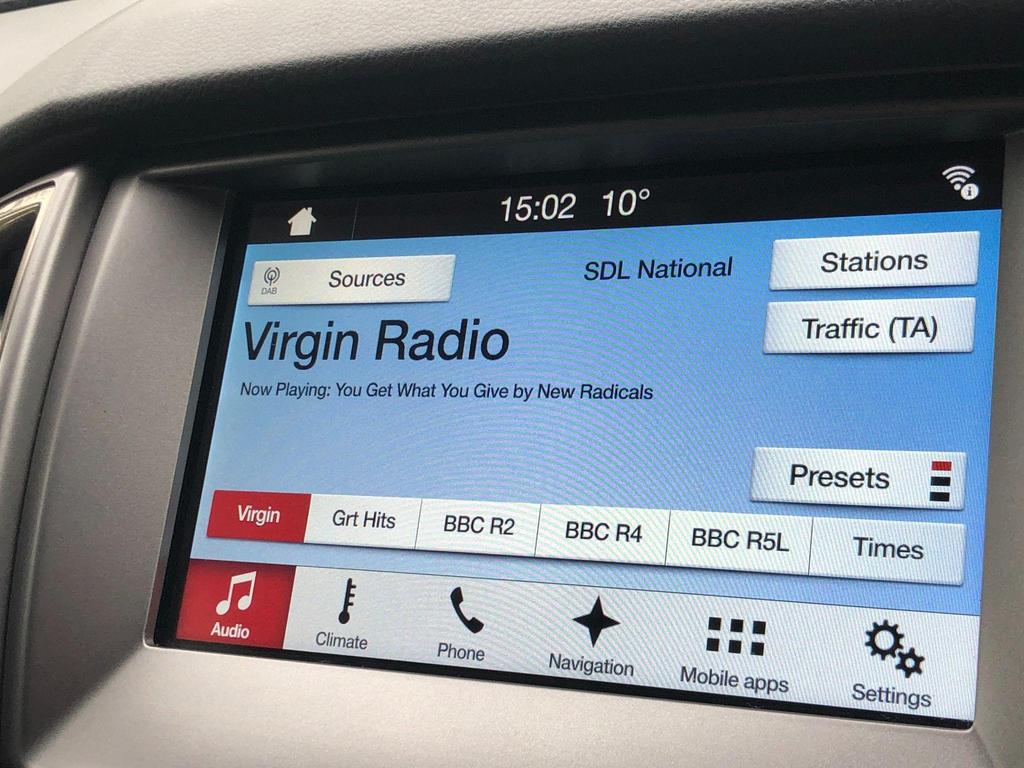 15:02 10°
DAB
Sources
SDL National
Stations
Traffic (TA)
Virgin Radio
Now Playing: You Get What You Give by New Radicals
Presets
Virgin
Grt Hits
BBC R2
BBC R4
BBC R5L
Times
Audio
Climate
Phone
Navigation
Mobile apps
Settings